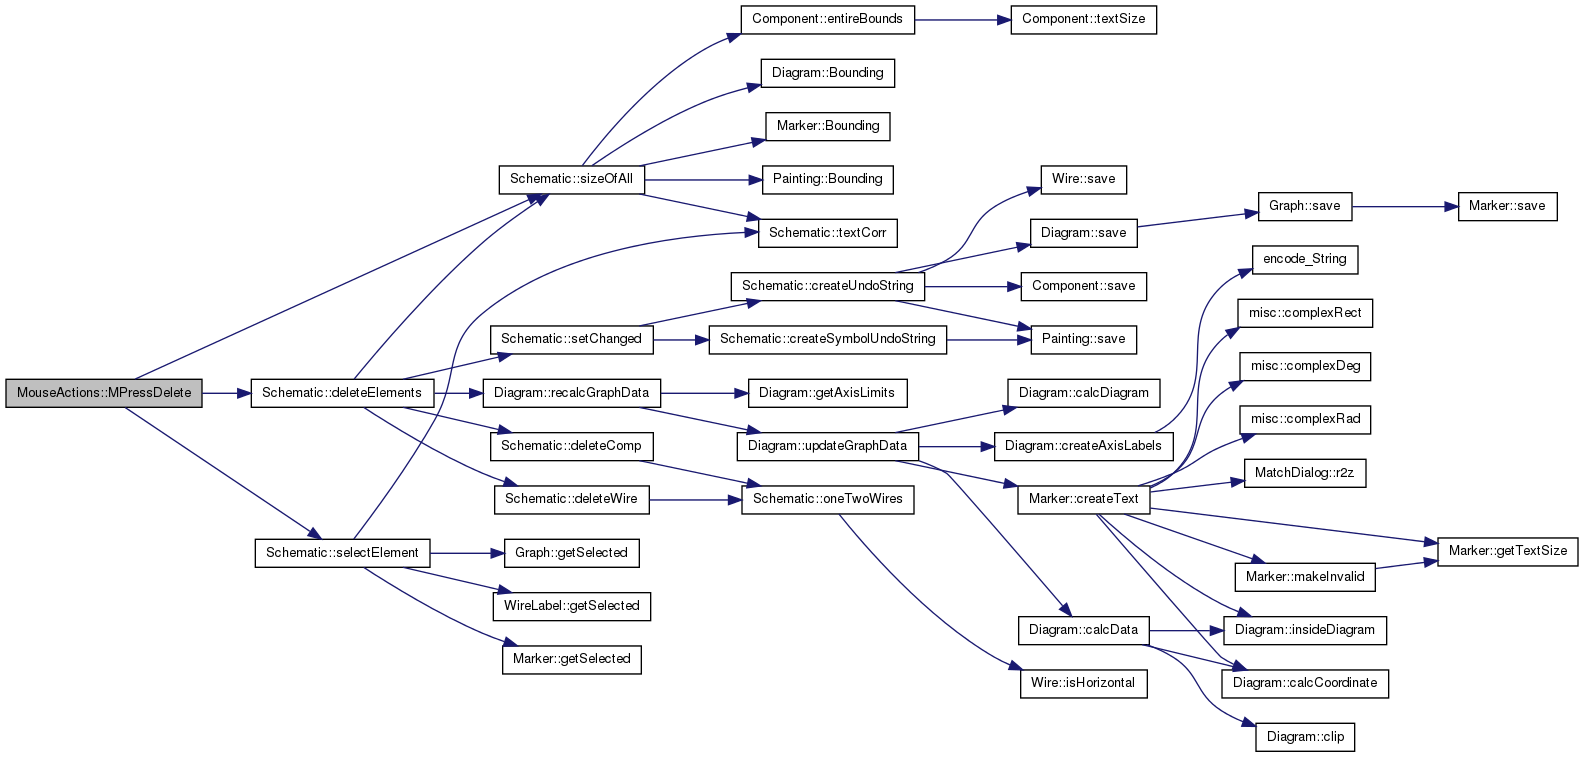 Component::entireBounds
Component::textSize
Diagram::Bounding
Marker::Bounding
Schematic::sizeOfAll
Painting::Bounding
Wire::save
Graph::save
Marker::save
Schematic::textCorr
Diagram::save
encode_String
Schematic::createUndoString
Component::save
misc::complexRect
Schematic::setChanged
Schematic::createSymbolUndoString
Painting::save
misc::complexDeg
MouseActions::MPressDelete
Schematic::deleteElements
Diagram::recalcGraphData
Diagram::getAxisLimits
Diagram::calcDiagram
misc::complexRad
Schematic::deleteComp
Diagram::updateGraphData
Diagram::createAxisLabels
MatchDialog::r2z
Schematic::deleteWire
Schematic::oneTwoWires
Marker::createText
Schematic::selectElement
Graph::getSelected
Marker::getTextSize
Marker::makeInvalid
WireLabel::getSelected
Diagram::calcData
Diagram::insideDiagram
Marker::getSelected
Wire::isHorizontal
Diagram::calcCoordinate
Diagram::clip